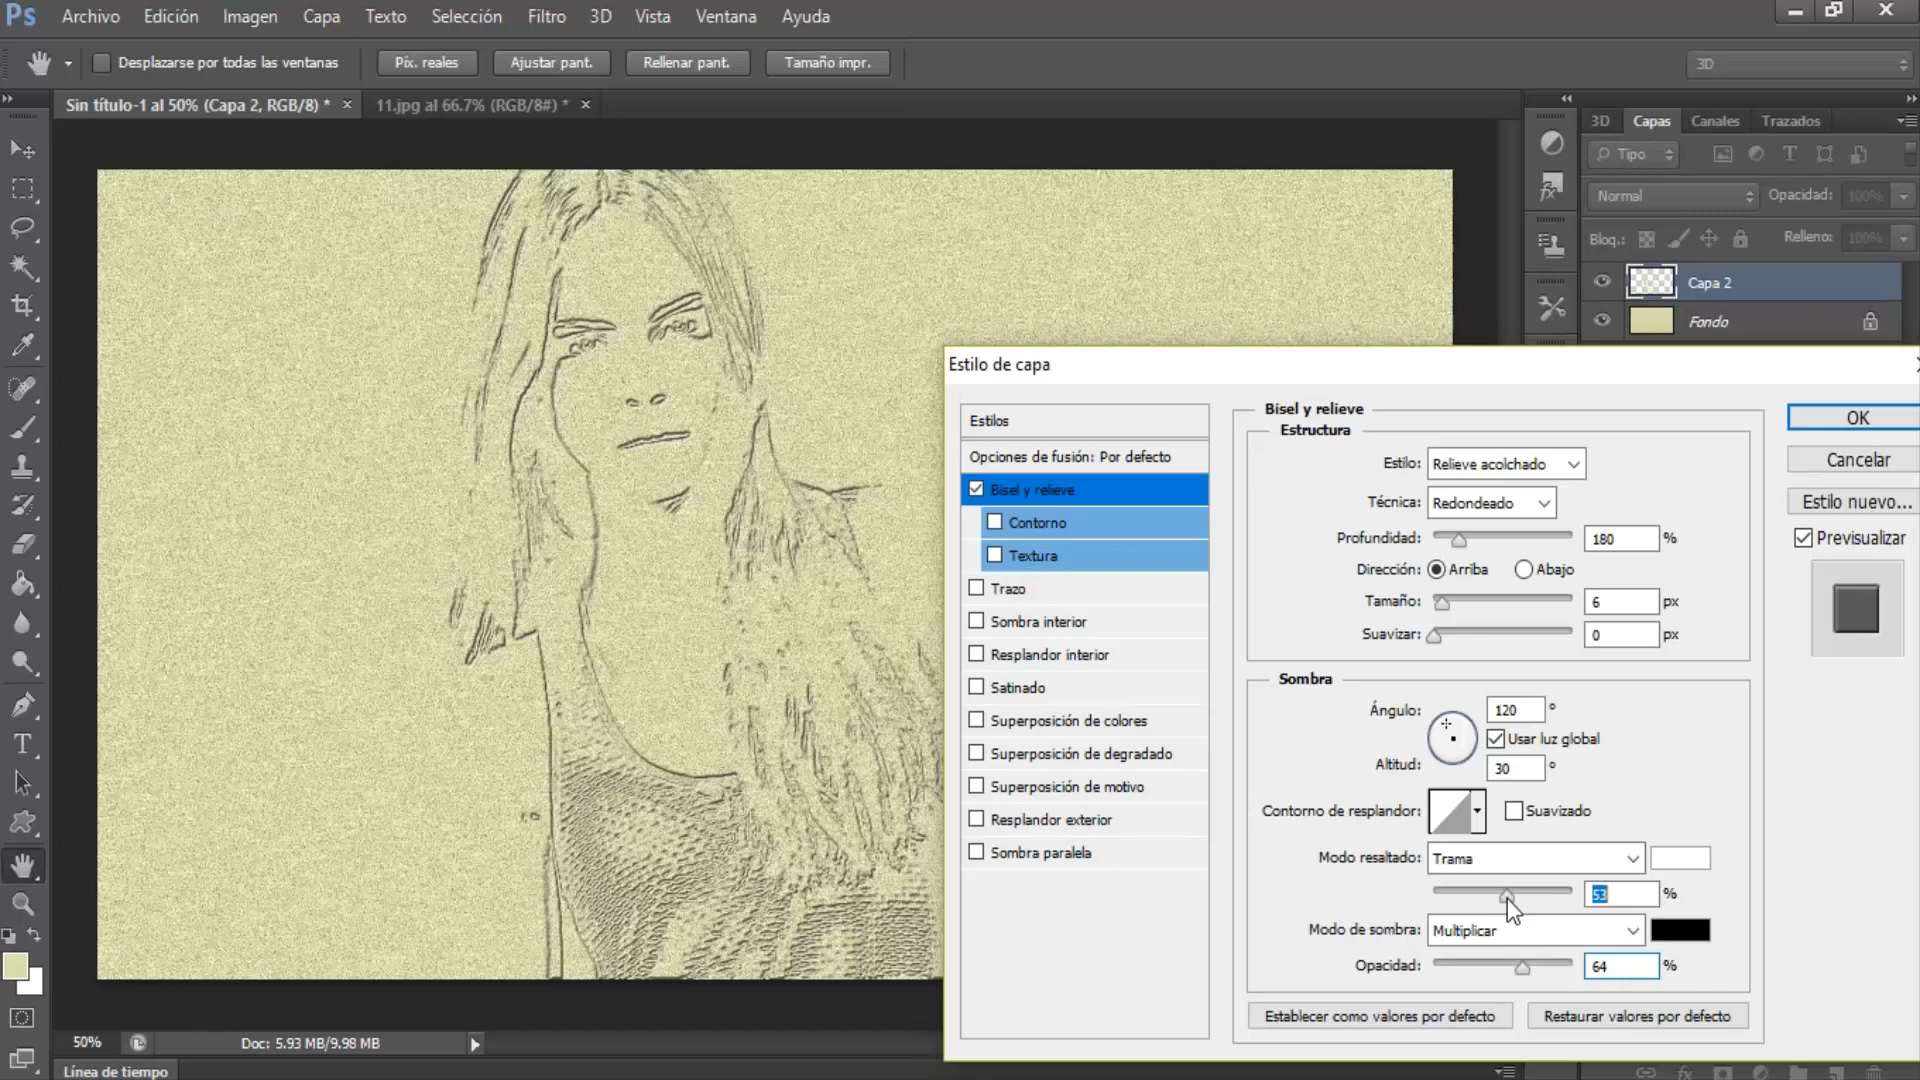 Ps Archivo Edición Imagen Capa Texto Selección Filtro 3D Vista Ventana Ayuda
Desplazarse por todas las ventanas Píx. reales Ajustar pant. Rellenar pant. Tamaño impr. 3D
Sin título-1 al 50% (Capa 2, RGB/8) * × 11.jpg al 66.7% (RGB/8#) * ×
3D Capas Canales Trazados
Tipo
Normal Opacidad: 100%
Bloq.: Relleno: 100%
Capa 2
Fondo
Estilo de capa
Estilos
Opciones de fusión: Por defecto
Bisel y relieve
Contorno
Textura
Trazo
Sombra interior
Resplandor interior
Satinado
Superposición de colores
Superposición de degradado
Superposición de motivo
Resplandor exterior
Sombra paralela
Bisel y relieve
Estructura
Estilo: Relieve acolchado
Técnica: Redondeado
Profundidad: 180 %
Dirección: Arriba Abajo
Tamaño: 6 px
Suavizar: 0 px
Sombra
Ángulo: 120 °
Usar luz global
Altitud: 30 °
Contorno de resplandor: Suavizado
Modo resaltado: Trama
53 %
Modo de sombra: Multiplicar
Opacidad: 64 %
Establecer como valores por defecto Restaurar valores por defecto
OK
Cancelar
Estilo nuevo...
Previsualizar
50% Doc: 5.93 MB/9.98 MB
Línea de tiempo